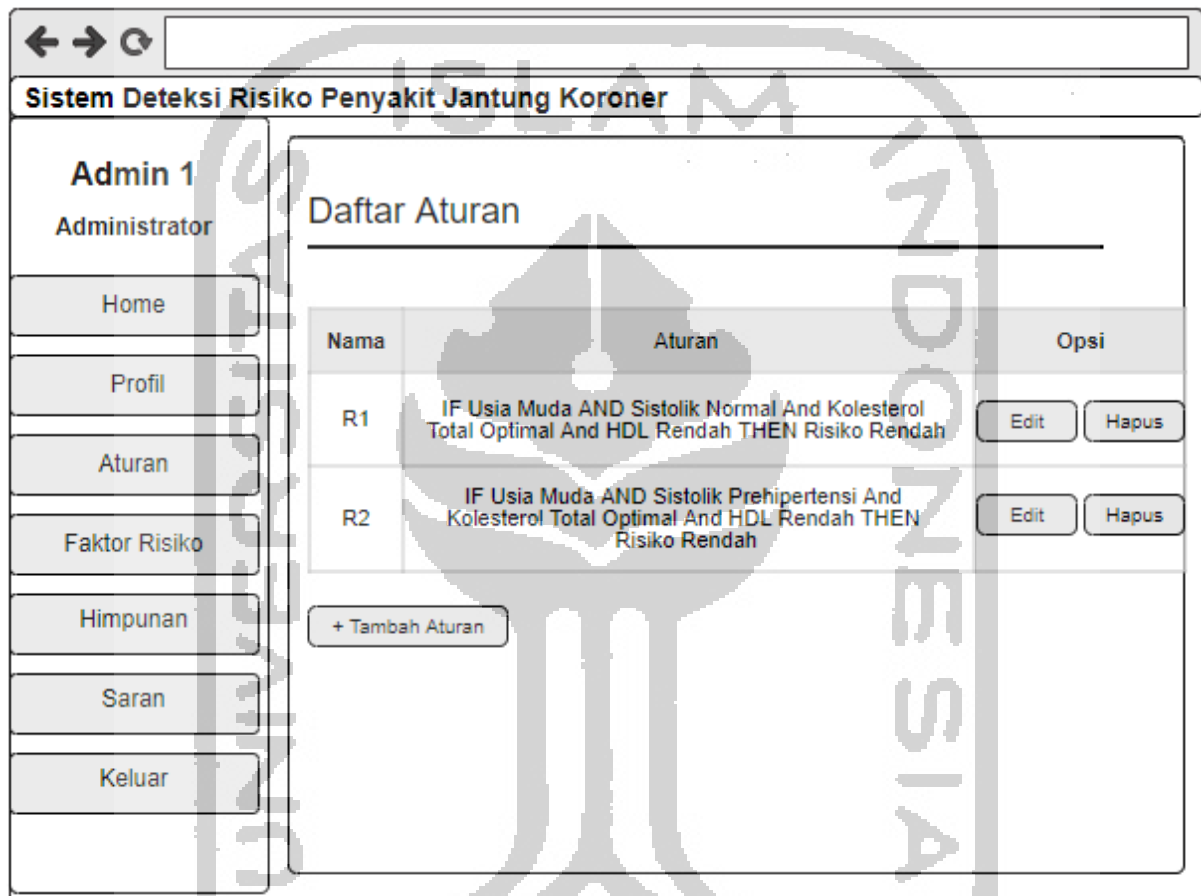 Sistem Deteksi Risiko Penyakit Jantung Koroner
Admin 1
Administrator
Home
Profil
Aturan
Faktor Risiko
Himpunan
Saran
Keluar
Daftar Aturan
Nama Aturan Opsi
R1
IF Usia Muda AND Sistolik Normal And Kolesterol
Total Optimal And HDL Rendah THEN Risiko Rendah
Edit Hapus
R2
IF Usia Muda AND Sistolik Prehipertensi And
Kolesterol Total Optimal And HDL Rendah THEN
Risiko Rendah
Edit Hapus
+ Tambah Aturan
ISLAM
INDONESIA